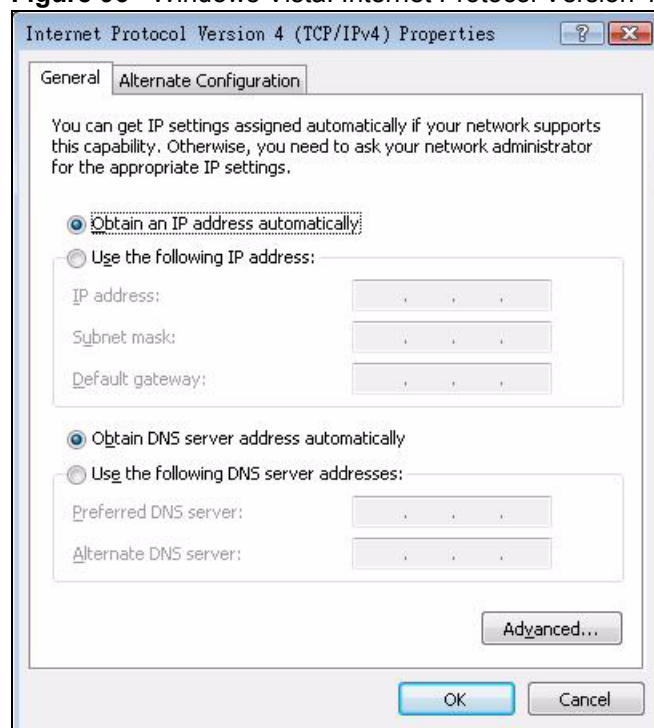 Windows Vista: Internet Protocol Version
Internet Protocol Version 4 (TCP/IPv4) Properties
General
Alternate Configuration
You can get IP settings assigned automatically if your network supports
this capability. Otherwise, you need to ask your network administrator
for the appropriate IP settings.
Obtain an IP address automatically
Use the following IP address:
IP address:
Subnet mask:
Default gateway:
Obtain DNS server address automatically
Use the following DNS server addresses:
Preferred DNS server:
Alternate DNS server:
Advanced...
OK
Cancel